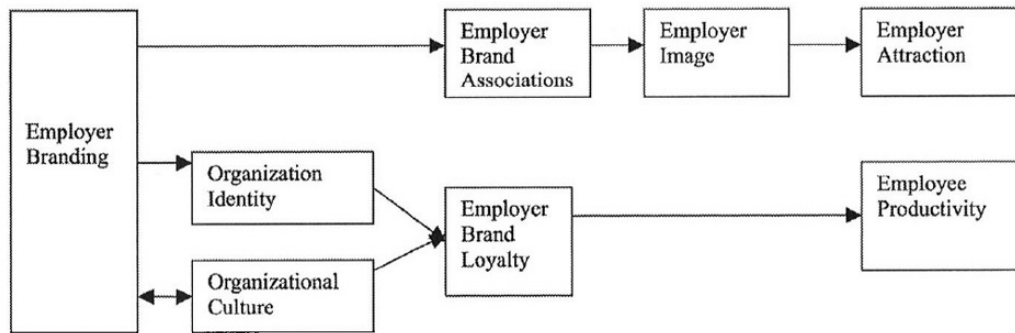 Employer
Branding
Employer
Brand
Associations
Employer
Image
Employer
Attraction
Organization
Identity
Organizational
Culture
Employer
Brand
Loyalty
Employee
Productivity